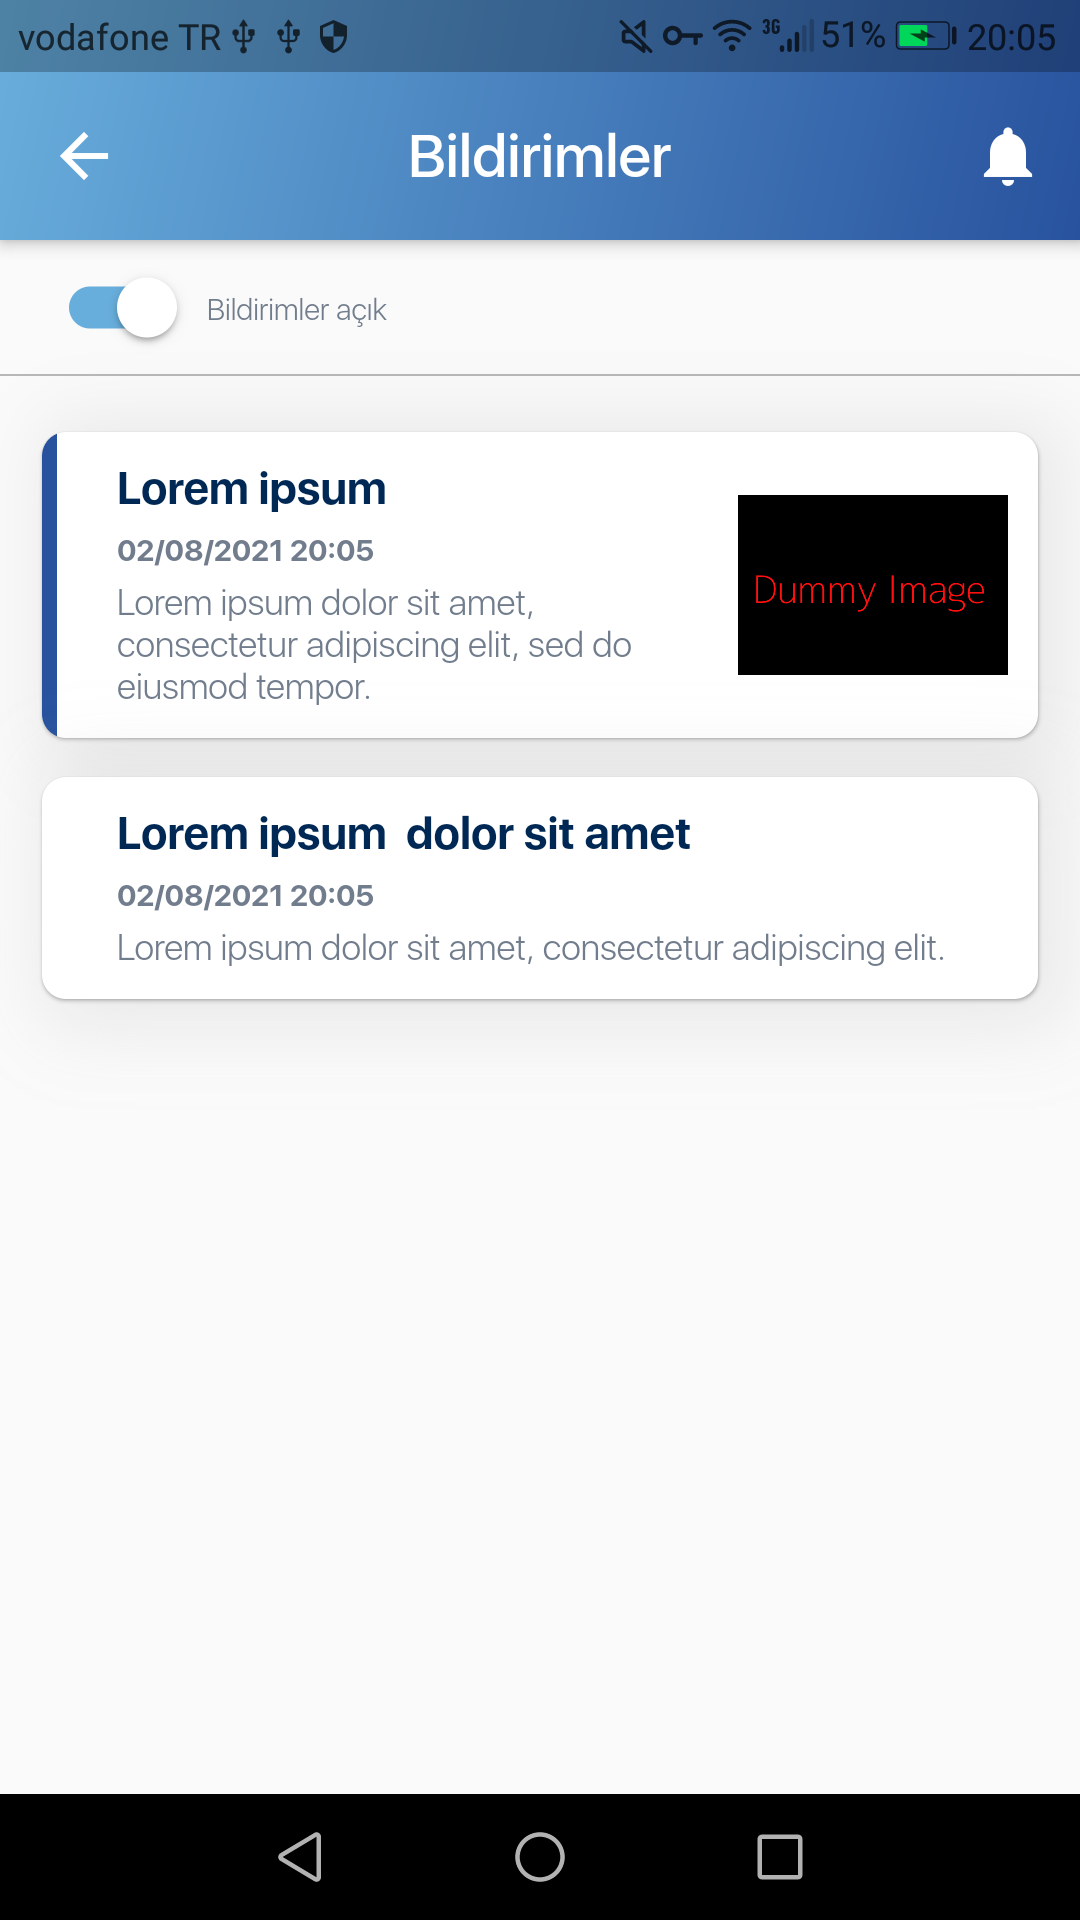 vodafone TR 3G 51% 20:05
Bildirimler
Bildirimler açık
Lorem ipsum
02/08/2021 20:05
Lorem ipsum dolor sit amet,
consectetur adipiscing elit, sed do
eiusmod tempor.
Dummy Image
Lorem ipsum  dolor sit amet
02/08/2021 20:05
Lorem ipsum dolor sit amet, consectetur adipiscing elit.